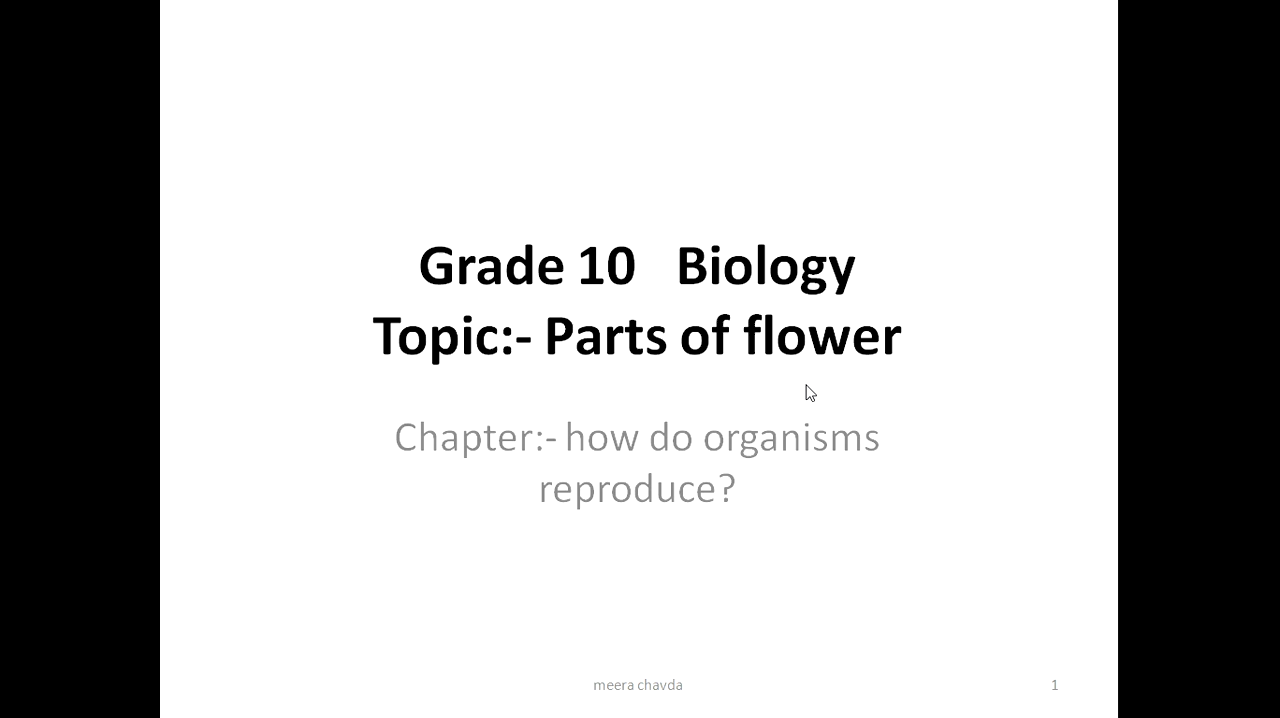 Grade 10 Biology
Topic:- Parts of flower
Chapter:- how do organisms
reproduce?
meera chavda
1